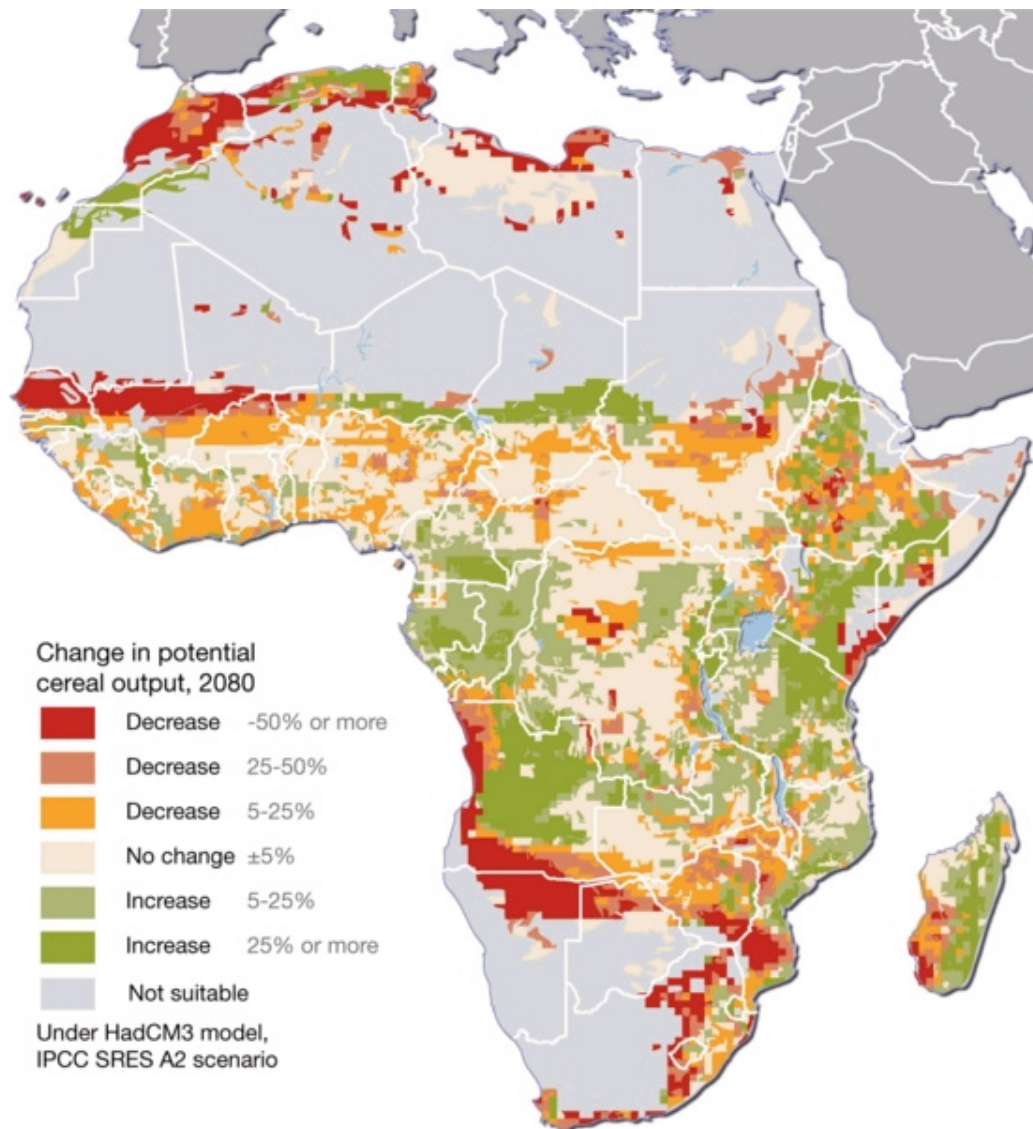 Change in potential
cereal output, 2080
Decrease -50% or more
Decrease 25-50%
Decrease 5-25%
No change ±5%
Increase 5-25%
Increase 25% or more
Not suitable
Under HadCM3 model,
IPCC SRES A2 scenario